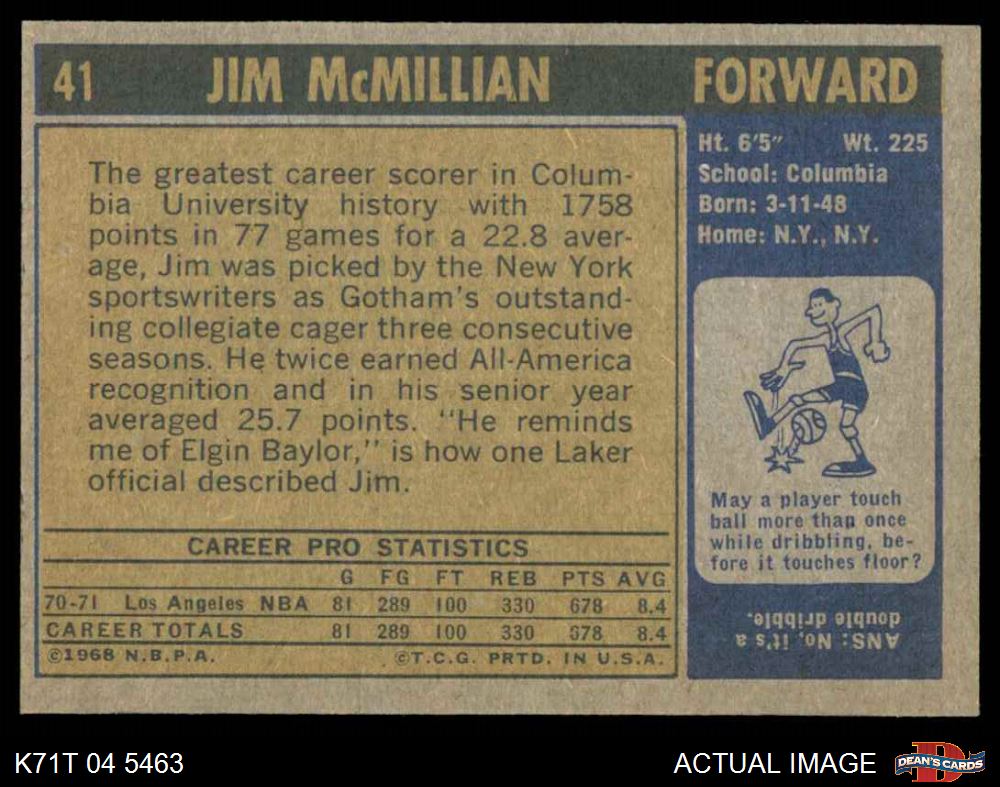 41 JIM McMILLIAN FORWARD
The greatest career scorer in Colum-
bia University history with 1758
points in 77 games for a 22.8 aver-
age, Jim was picked by the New York
sportswriters as Gotham's outstand-
ing collegiate cager three consecutive
seasons. He twice earned All-America
recognition and in his senior year
averaged 25.7 points. "He reminds
me of Elgin Baylor," is how one Laker
official described Jim.
CAREER PRO STATISTICS
G FG FT REB PTS AVG
70-71 Los Angeles NBA 81 289 100 330 678 8.4
CAREER TOTALS 81 289 100 330 678 8.4
©1968 N.B.P.A. ©T.C.G. PRTD. IN U.S.A.
Ht. 6'5" Wt. 225
School: Columbia
Born: 3-11-48
Home: N.Y., N.Y.
May a player touch
ball more than once
while dribbling, be-
fore it touches floor?
ANS: No, it's a
double dribble.
K71T 04 5463 ACTUAL IMAGE DEAN'S CARDS